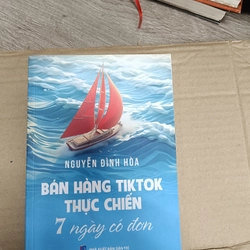 NGUYỄN ĐÌNH HÒA
BÁN HÀNG TIKTOK
THỰC CHIẾN
7 ngày có đơn